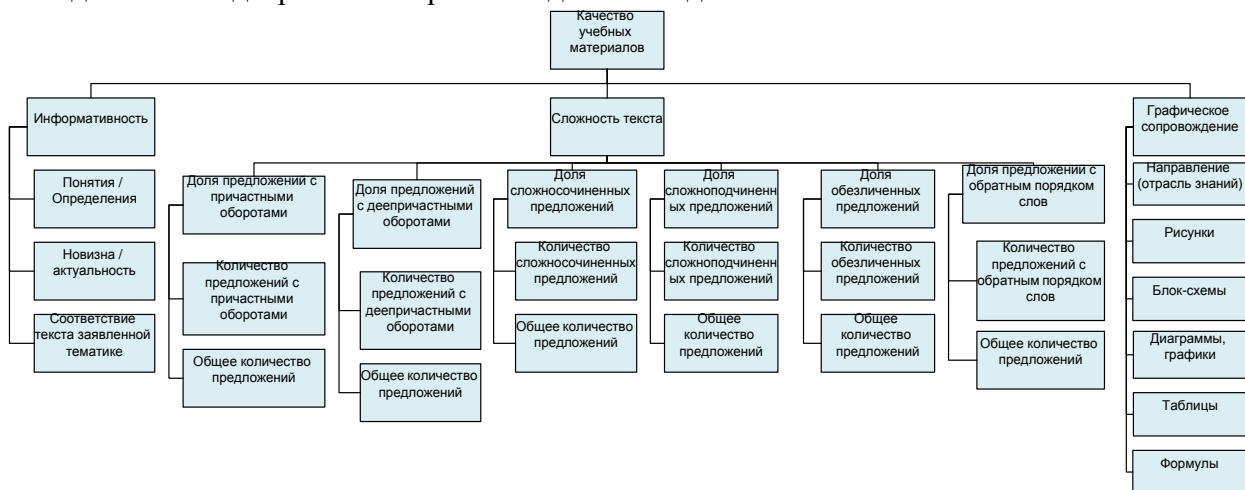 Качество
учебных
материалов
Информативность
Понятия /
Определения
Новизна /
актуальность
Соответствие
текста заявленной
тематике
Сложность текста
Доля предложений с
причастными
оборотами
Количество
предложений с
причастными
оборотами
Общее количество
предложений
Доля предложений
с деепричастными
оборотами
Количество
предложений с
деепричастными
оборотами
Общее количество
предложений
Доля
сложносочиненных
предложений
Количество
сложносочиненных
предложений
Общее количество
предложений
Доля
сложноподчиненн
ых предложений
Количество
сложноподчиненн
ых предложений
Общее
количество
предложений
Доля
обезличенных
предложений
Количество
обезличенных
предложений
Общее
количество
предложений
Доля предложений с
обратным порядком
слов
Количество
предложений с
обратным порядком
слов
Общее количество
предложений
Графическое
сопровождение
Направление
(отрасль знаний)
Рисунки
Блок-схемы
Диаграммы,
графики
Таблицы
Формулы